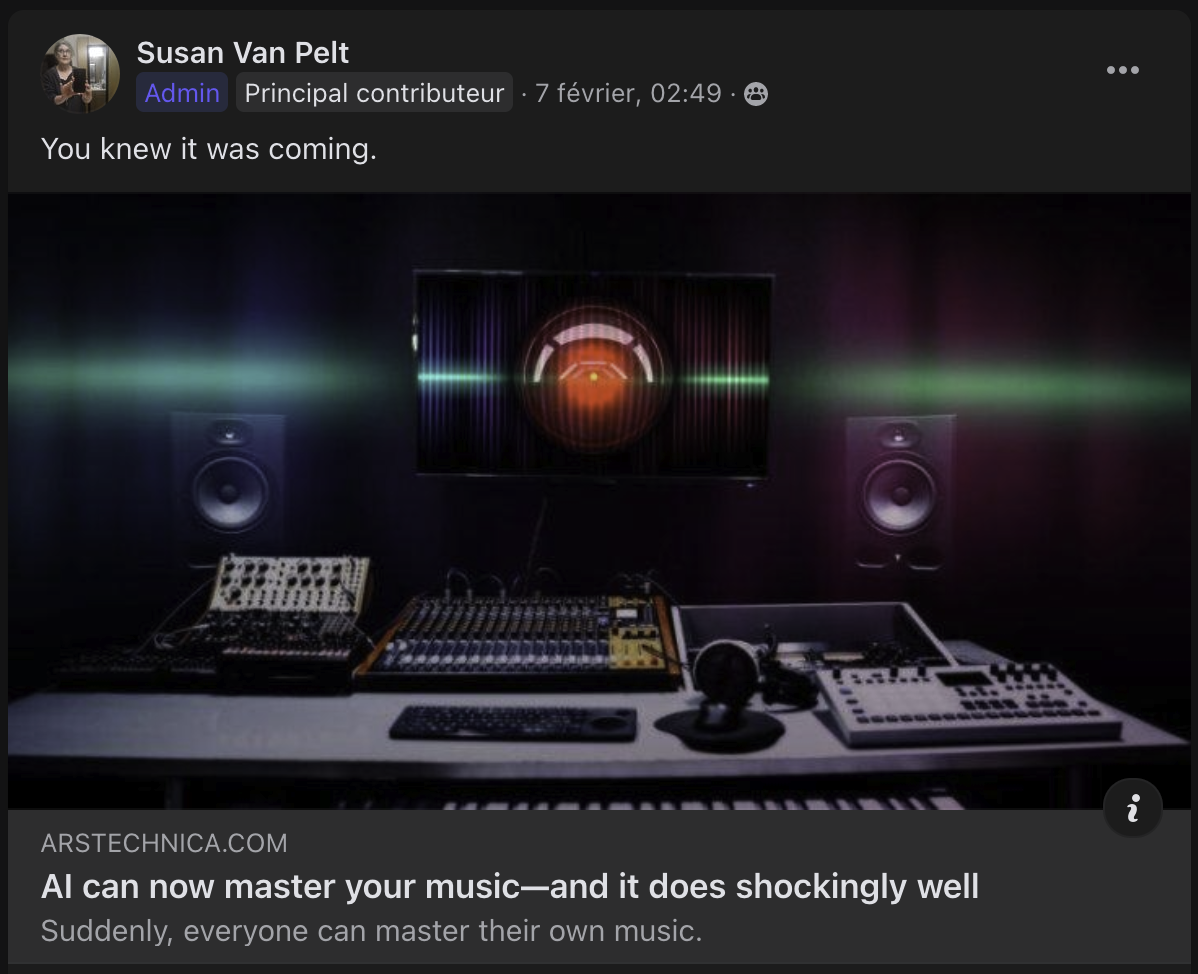 Susan Van Pelt
Admin Principal contributeur · 7 février, 02:49 ·
You knew it was coming.
ARSTECHNICA.COM
AI can now master your music—and it does shockingly well
Suddenly, everyone can master their own music.